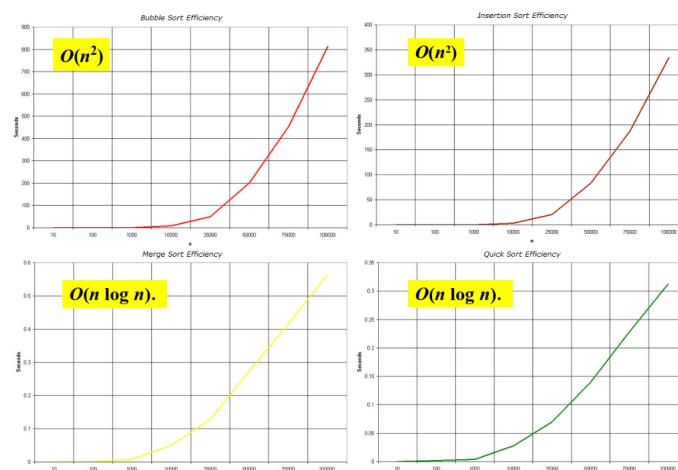 Bubble Sort Efficiency
900
800
700
600
500
400
300
200
100
0
Seconds
O(n²)
10 100 1000 10000 25000 50000 75000 100000
n
Insertion Sort Efficiency
400
350
300
250
200
150
100
50
0
Seconds
O(n²)
10 100 1000 10000 25000 50000 75000 100000
n
Merge Sort Efficiency
0.6
0.5
0.4
0.3
0.2
0.1
0
Seconds
O(n log n).
10 100 1000 10000 25000 50000 75000 100000
Quick Sort Efficiency
0.35
0.3
0.25
0.2
0.15
0.1
0.05
0
Seconds
O(n log n).
10 100 1000 10000 25000 50000 75000 100000